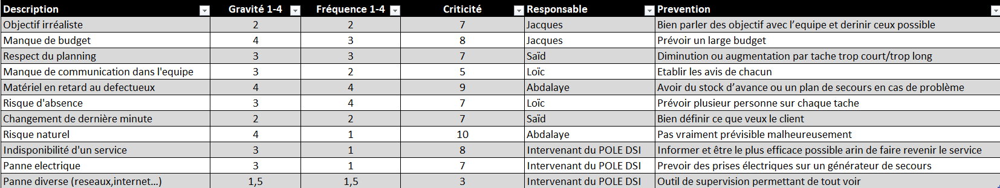 Description Gravité 1-4 Fréquence 1-4 Criticité Responsable Prevention
Objectif irréaliste 2 2 7 Jacques Bien parler des objectif avec l’equipe et derinir ceux possible
Manque de budget 4 3 8 Jacques Prévoir un large budget
Respect du planning 3 3 7 Saïd Diminution ou augmentation par tache trop court/trop long
Manque de communication dans l'equipe 3 2 5 Loïc Etablir les avis de chacun
Matériel en retard au defectueux 4 4 9 Abdalaye Avoir du stock d’avance ou un plan de secours en cas de problème
Risque d'absence 3 4 7 Loïc Prévoir plusieur personne sur chaque tache
Changement de dernière minute 2 2 7 Saïd Bien définir ce que veux le client
Risque naturel 4 1 10 Abdalaye Pas vraiment prévisible malheureusement
Indisponibilité d'un service 3 1 8 Intervenant du POLE DSI Informer et être le plus efficace possible arin de faire revenir le service
Panne electrique 3 1 7 Intervenant du POLE DSI Prevoir des prises électriques sur un générateur de secours
Panne diverse (reseaux,internet…) 1,5 1,5 3 Intervenant du POLE DSI Outil de supervision permettant de tout voir